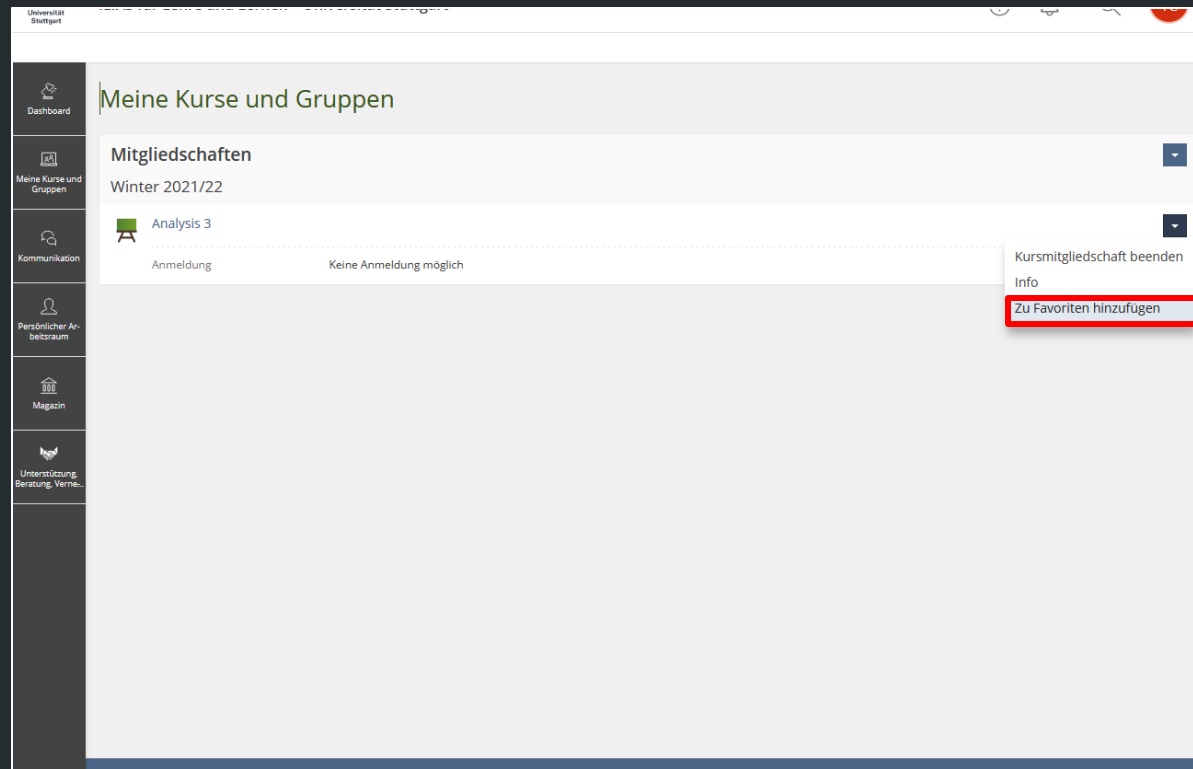 Universität
Stuttgart
Dashboard
Meine Kurse und
Gruppen
Kommunikation
Persönlicher Ar-
beitsraum
Magazin
Unterstützung,
Beratung, Verne...
Meine Kurse und Gruppen
Mitgliedschaften
Winter 2021/22
Analysis 3
Anmeldung Keine Anmeldung möglich
Kursmitgliedschaft beenden
Info
Zu Favoriten hinzufügen